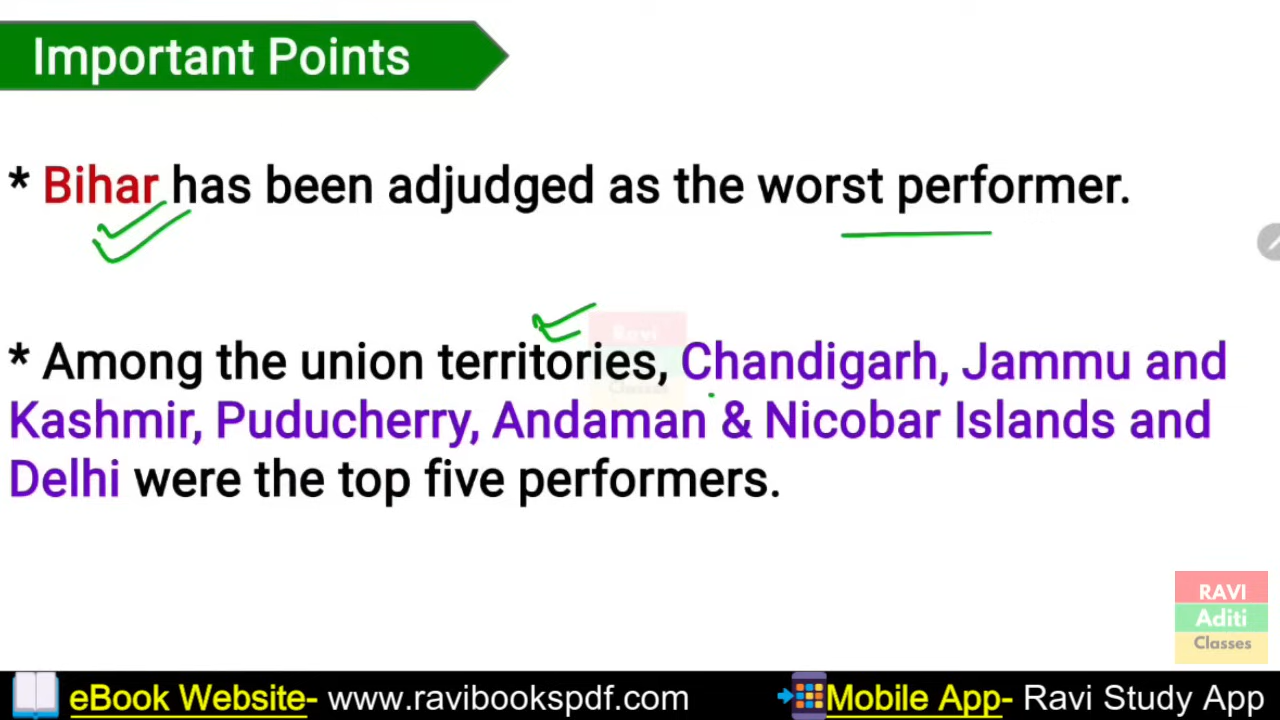 Important Points
* Bihar has been adjudged as the worst performer.
Ravi
* Among the union territories, Chandigarh, Jammu and
Classes
Kashmir, Puducherry, Andaman & Nicobar Islands and
Delhi were the top five performers.
RAVI
Aditi
Classes
eBook Website- www.ravibookspdf.com
Mobile App- Ravi Study App